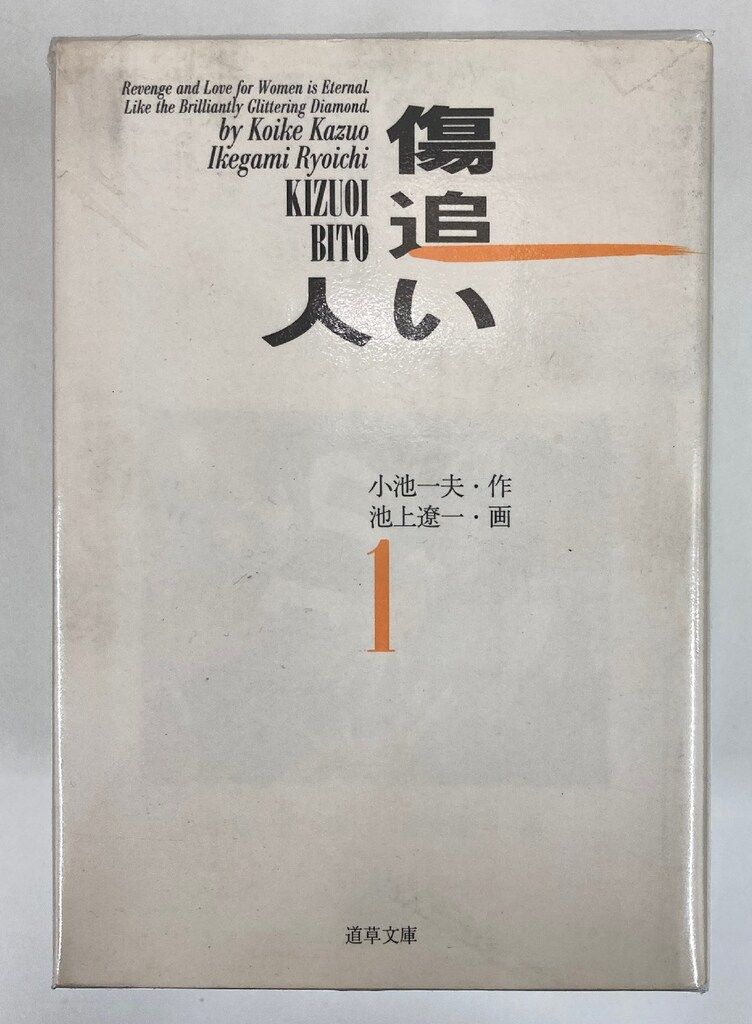 Revenge and Love for Women is Eternal.
Like the Brilliantly Glittering Diamond.
by Koike Kazuo
Ikegami Ryoichi
KIZUOI
BITO
傷追い
人
小池一夫・作
池上遼一・画
1
道草文庫